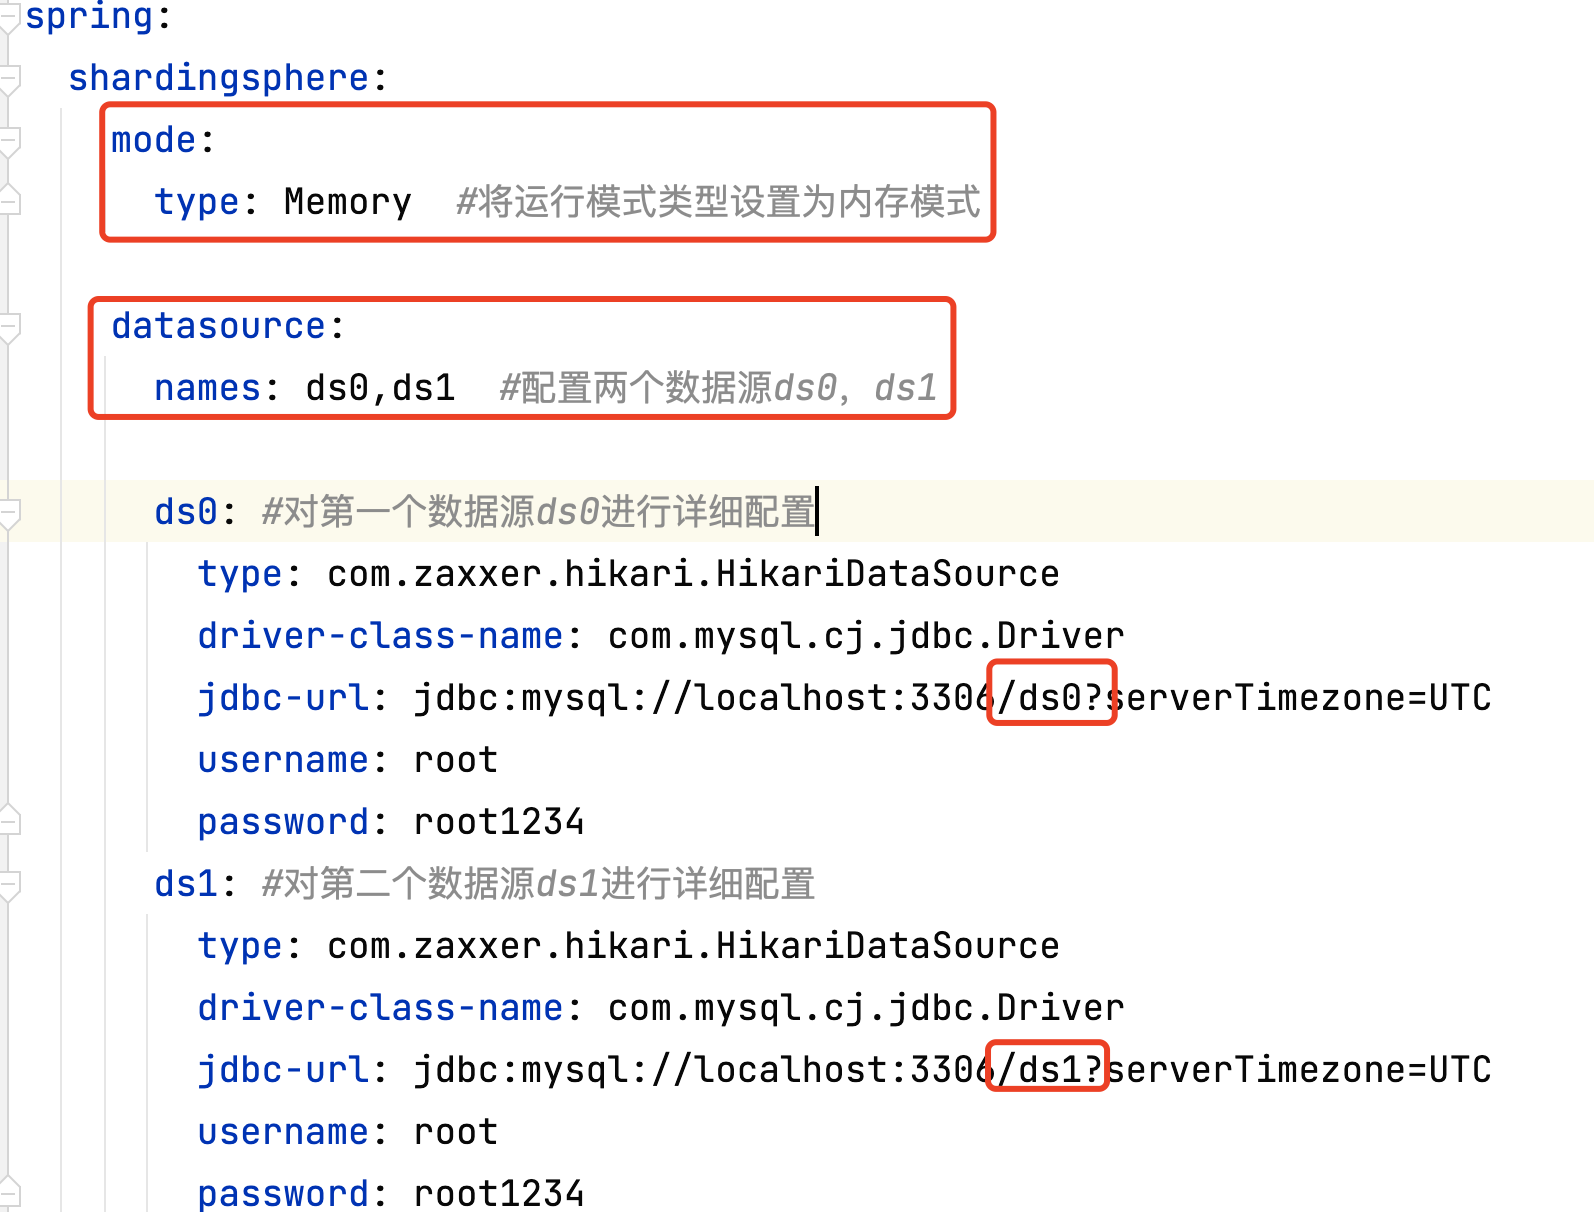 spring:
shardingsphere:
mode:
type: Memory  #将运行模式类型设置为内存模式
datasource:
names: ds0,ds1  #配置两个数据源ds0，ds1
ds0: #对第一个数据源ds0进行详细配置
type: com.zaxxer.hikari.HikariDataSource
driver-class-name: com.mysql.cj.jdbc.Driver
jdbc-url: jdbc:mysql://localhost:3306/ds0?serverTimezone=UTC
username: root
password: root1234
ds1: #对第二个数据源ds1进行详细配置
type: com.zaxxer.hikari.HikariDataSource
driver-class-name: com.mysql.cj.jdbc.Driver
jdbc-url: jdbc:mysql://localhost:3306/ds1?serverTimezone=UTC
username: root
password: root1234